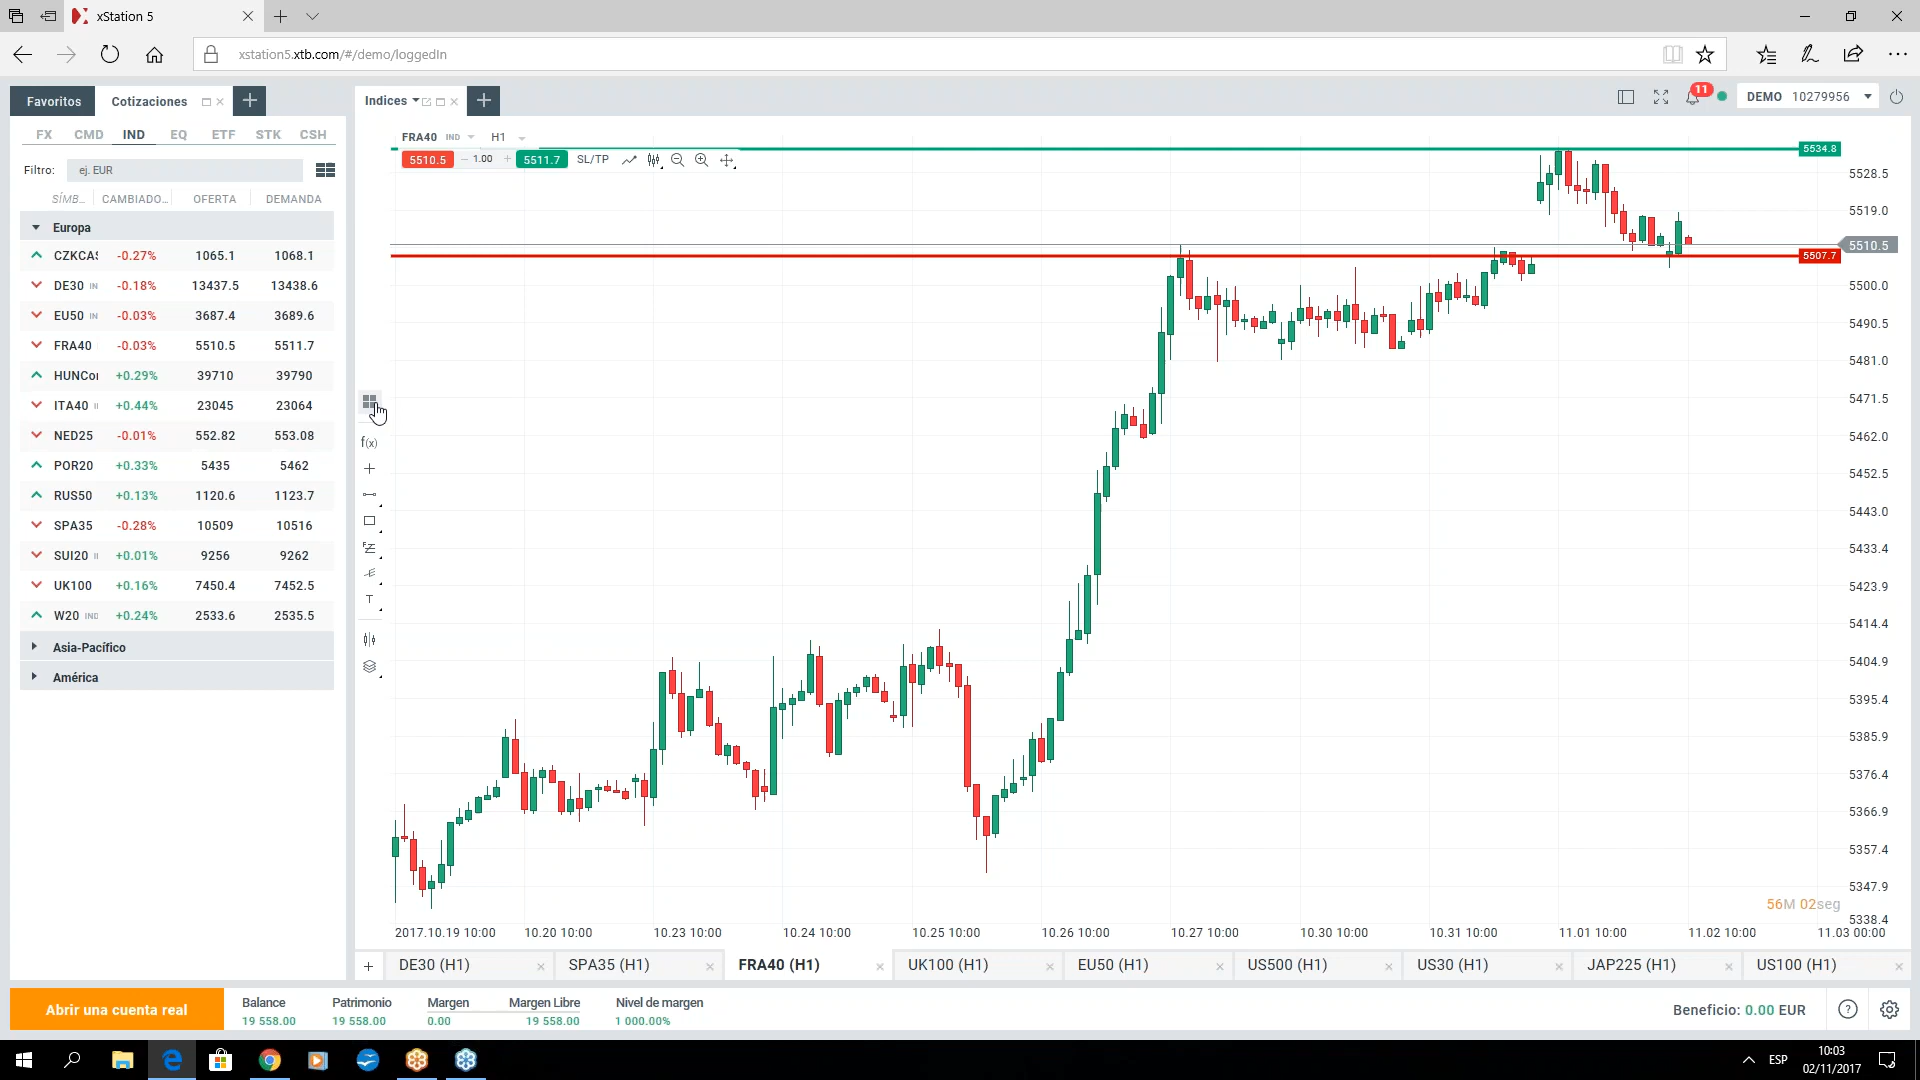 xStation 5
xstation5.xtb.com/#/demo/loggedIn
Favoritos Cotizaciones
Indices
11
DEMO 10279956
FX CMD IND EQ ETF STK CSH
FRA40 IND H1
5510.5 1.00 5511.7 SL/TP
Filtro: ej. EUR
SÍMB... CAMBIADO... OFERTA DEMANDA
Europa
CZKCAS -0.27% 1065.1 1068.1
DE30 IN -0.18% 13437.5 13438.6
EU50 IN -0.03% 3687.4 3689.6
FRA40 -0.03% 5510.5 5511.7
HUNCo +0.29% 39710 39790
ITA40 +0.44% 23045 23064
NED25 -0.01% 552.82 553.08
POR20 +0.33% 5435 5462
RUS50 +0.13% 1120.6 1123.7
SPA35 -0.28% 10509 10516
SUI20 +0.01% 9256 9262
UK100 +0.16% 7450.4 7452.5
W20 IND +0.24% 2533.6 2535.5
Asia-Pacífico
América
f(x)
T
5534.8
5528.5
5519.0
5510.5
5507.7
5500.0
5490.5
5481.0
5471.5
5462.0
5452.5
5443.0
5433.4
5423.9
5414.4
5404.9
5395.4
5385.9
5376.4
5366.9
5357.4
5347.9
5338.4
56M 02seg
2017.10.19 10:00 10.20 10:00 10.23 10:00 10.24 10:00 10.25 10:00 10.26 10:00 10.27 10:00 10.30 10:00 10.31 10:00 11.01 10:00 11.02 10:00 11.03 00:00
DE30 (H1) SPA35 (H1) FRA40 (H1) UK100 (H1) EU50 (H1) US500 (H1) US30 (H1) JAP225 (H1) US100 (H1)
Abrir una cuenta real
Balance Patrimonio Margen Margen Libre Nivel de margen
19 558.00 19 558.00 0.00 19 558.00 1 000.00%
Beneficio: 0.00 EUR
ESP
10:03
02/11/2017